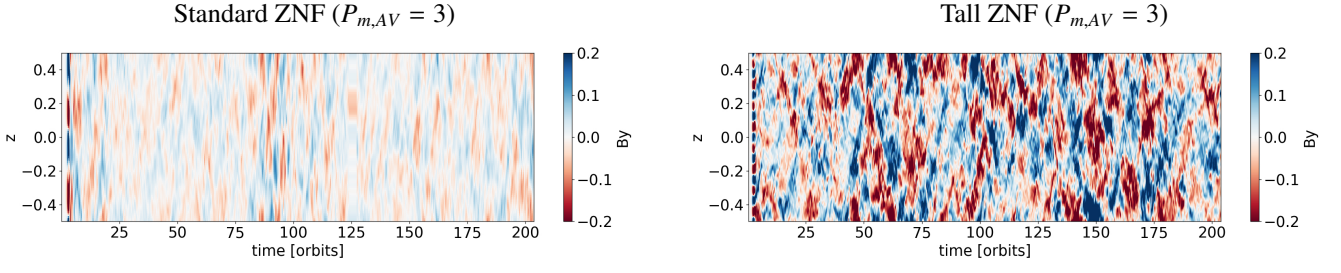 Standard ZNF (P_{m,AV} = 3)
0.4
0.2
0.0
−0.2
−0.4
z
25 50 75 100 125 150 175 200
time [orbits]
0.2
0.1
0.0
−0.1
−0.2
By
Tall ZNF (P_{m,AV} = 3)
0.4
0.2
0.0
−0.2
−0.4
z
25 50 75 100 125 150 175 200
time [orbits]
0.2
0.1
0.0
−0.1
−0.2
By